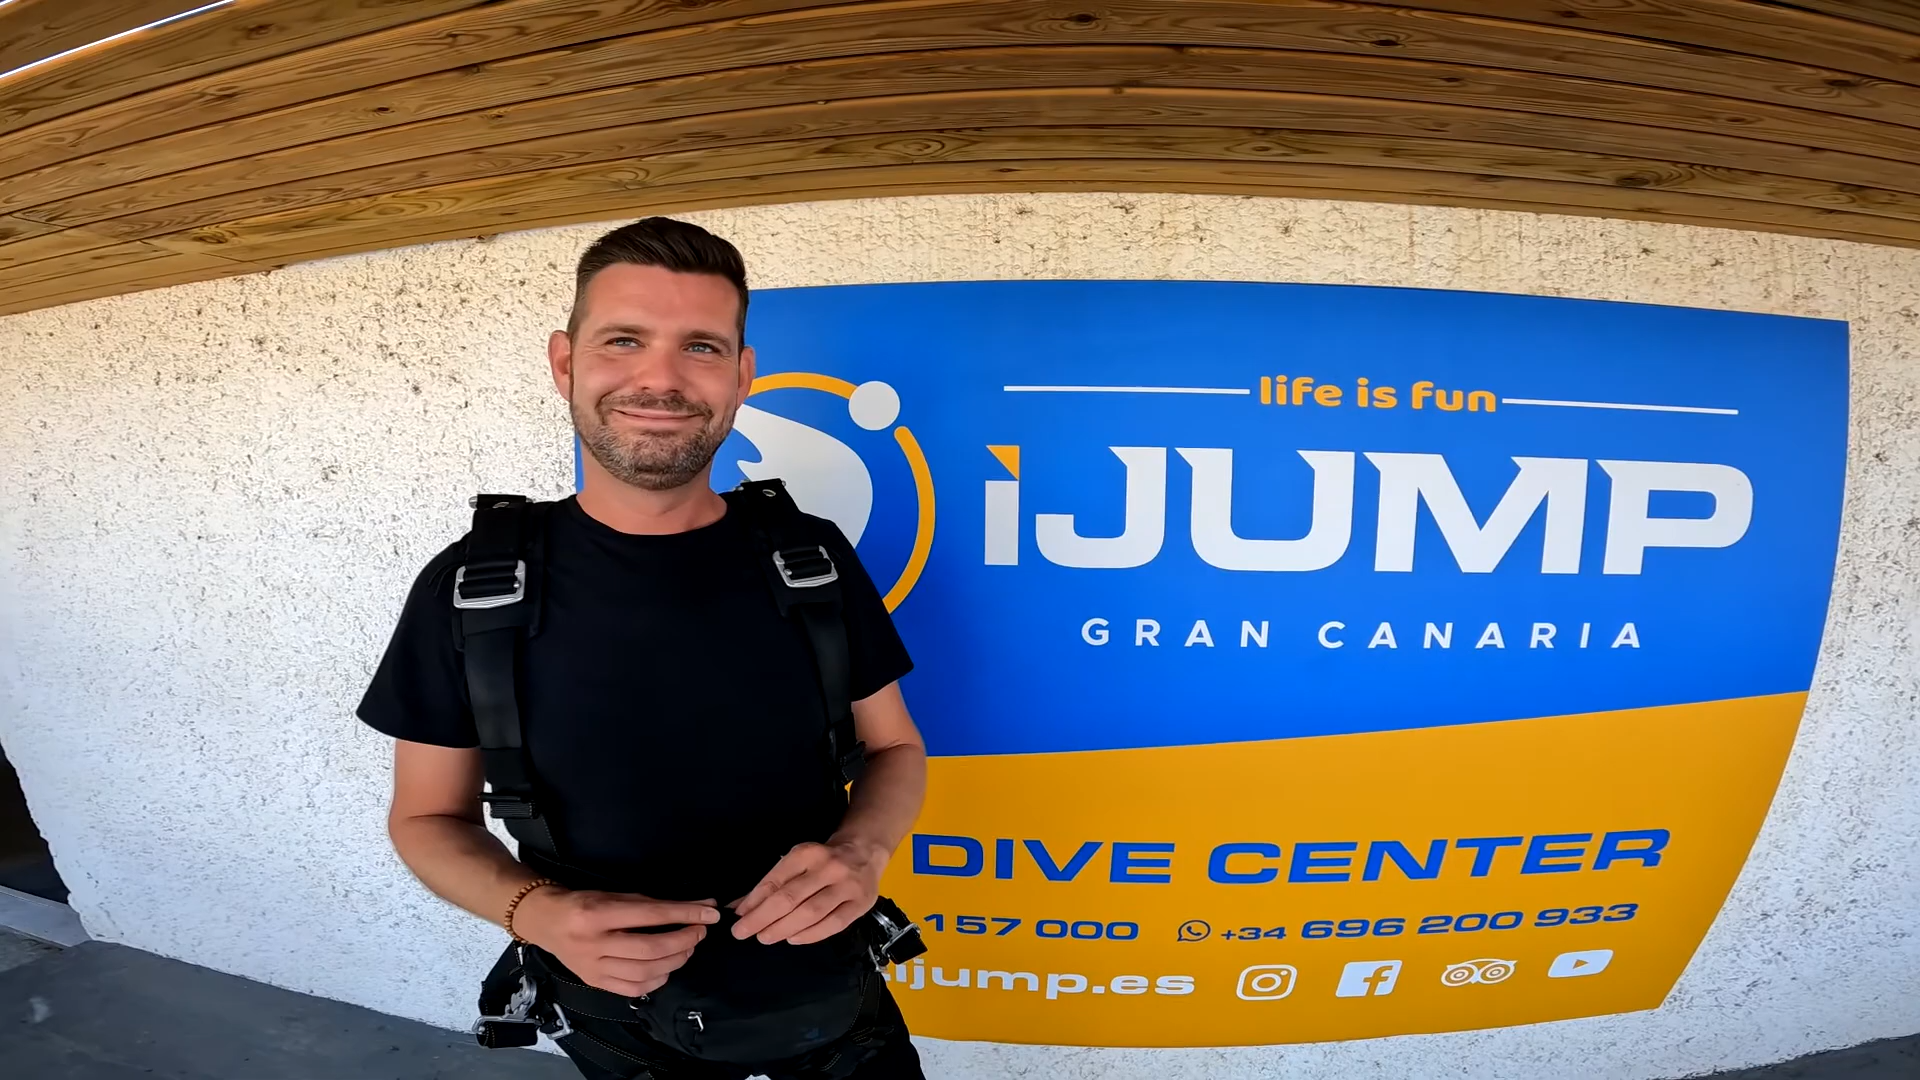 life is fun
iJUMP
GRAN CANARIA
DIVE CENTER
157 000 +34 696 200 933
ijump.es